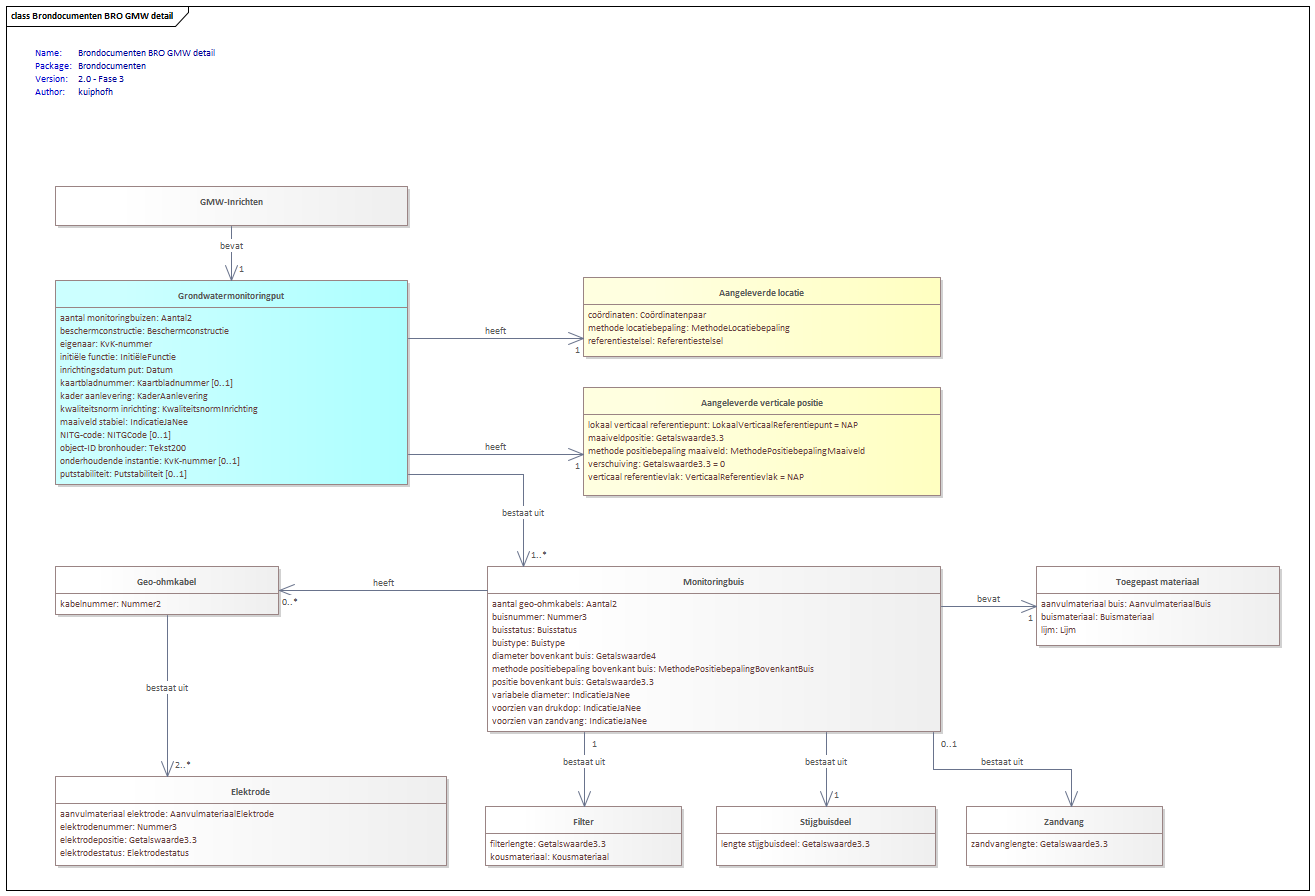 class Brondocumenten BRO GMW detail
Name: Brondocumenten BRO GMW detail
Package: Brondocumenten
Version: 2.0 - Fase 3
Author: kuiphofh
GMW-Inrichten
bevat
1
Grondwatermonitoringput
aantal monitoringbuizen: Aantal2
beschermconstructie: Beschermconstructie
eigenaar: KvK-nummer
initiële functie: InitiëleFunctie
inrichtingsdatum put: Datum
kaartbladnummer: Kaartbladnummer [0..1]
kader aanlevering: KaderAanlevering
kwaliteitsnorm inrichting: KwaliteitsnormInrichting
maaiveld stabiel: IndicatieJaNee
NITG-code: NITGCode [0..1]
object-ID bronhouder: Tekst200
onderhoudende instantie: KvK-nummer [0..1]
putstabiliteit: Putstabiliteit [0..1]
heeft
1
Aangeleverde locatie
coördinaten: Coördinatenpaar
methode locatiebepaling: MethodeLocatiebepaling
referentiestelsel: Referentiestelsel
heeft
1
Aangeleverde verticale positie
lokaal verticaal referentiepunt: LokaalVerticaalReferentiepunt = NAP
maaiveldpositie: Getalswaarde3.3
methode positiebepaling maaiveld: MethodePositiebepalingMaaiveld
verschuiving: Getalswaarde3.3 = 0
verticaal referentievlak: VerticaalReferentievlak = NAP
bestaat uit
1..*
Geo-ohmkabel
kabelnummer: Nummer2
heeft
0..*
Monitoringbuis
aantal geo-ohmkabels: Aantal2
buisnummer: Nummer3
buisstatus: Buisstatus
buistype: Buistype
diameter bovenkant buis: Getalswaarde4
methode positiebepaling bovenkant buis: MethodePositiebepalingBovenkantBuis
positie bovenkant buis: Getalswaarde3.3
variabele diameter: IndicatieJaNee
voorzien van drukdop: IndicatieJaNee
voorzien van zandvang: IndicatieJaNee
bevat
1
Toegepast materiaal
aanvulmateriaal buis: AanvulmateriaalBuis
buismateriaal: Buismateriaal
lijm: Lijm
bestaat uit
2..*
Elektrode
aanvulmateriaal elektrode: AanvulmateriaalElektrode
elektrodenummer: Nummer3
elektrodepositie: Getalswaarde3.3
elektrodestatus: Elektrodestatus
1
bestaat uit
Filter
filterlengte: Getalswaarde3.3
kousmateriaal: Kousmateriaal
bestaat uit
1
Stijgbuisdeel
lengte stijgbuisdeel: Getalswaarde3.3
0..1
bestaat uit
Zandvang
zandvanglengte: Getalswaarde3.3